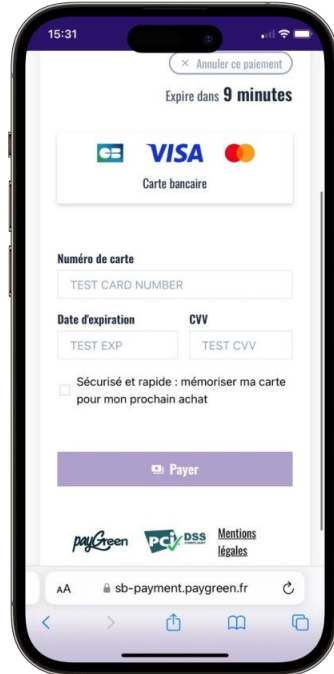 15:31
× Annuler ce paiement
Expire dans 9 minutes
CB VISA
Carte bancaire
Numéro de carte
TEST CARD NUMBER
Date d'expiration CVV
TEST EXP TEST CVV
Sécurisé et rapide : mémoriser ma carte
pour mon prochain achat
Payer
payGreen PCI DSS COMPLIANT Mentions
légales
AA sb-payment.paygreen.fr